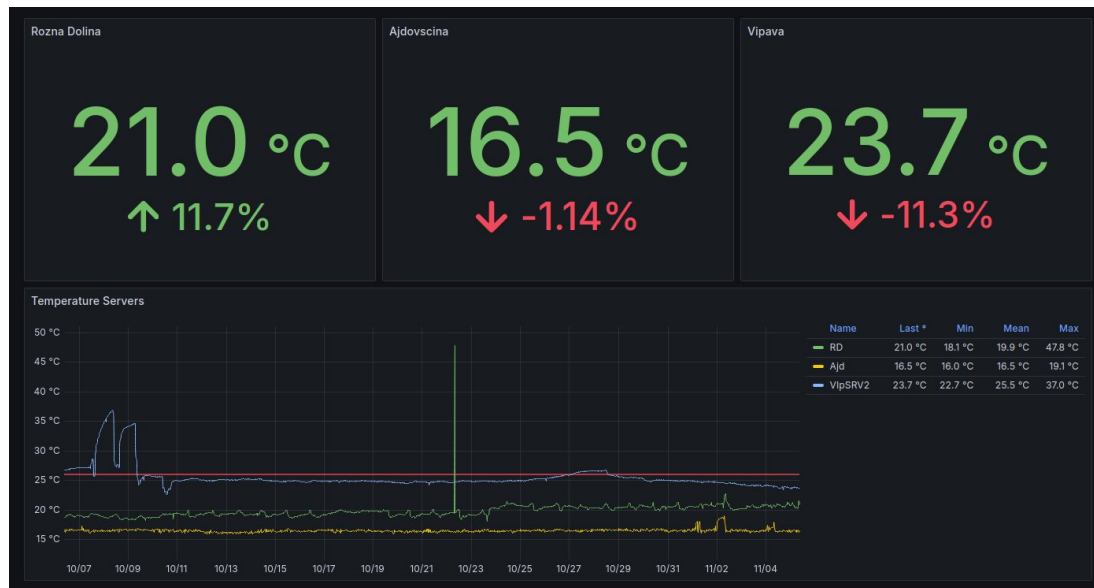 Rozna Dolina
21.0 °C
↑ 11.7%
Ajdovscina
16.5 °C
↓ -1.14%
Vipava
23.7 °C
↓ -11.3%
Temperature Servers
50 °C
45 °C
40 °C
35 °C
30 °C
25 °C
20 °C
15 °C
10/07 10/09 10/11 10/13 10/15 10/17 10/19 10/21 10/23 10/25 10/27 10/29 10/31 11/02 11/04
Name Last * Min Mean Max
RD 21.0 °C 18.1 °C 19.9 °C 47.8 °C
Ajd 16.5 °C 16.0 °C 16.5 °C 19.1 °C
VipSRV2 23.7 °C 22.7 °C 25.5 °C 37.0 °C